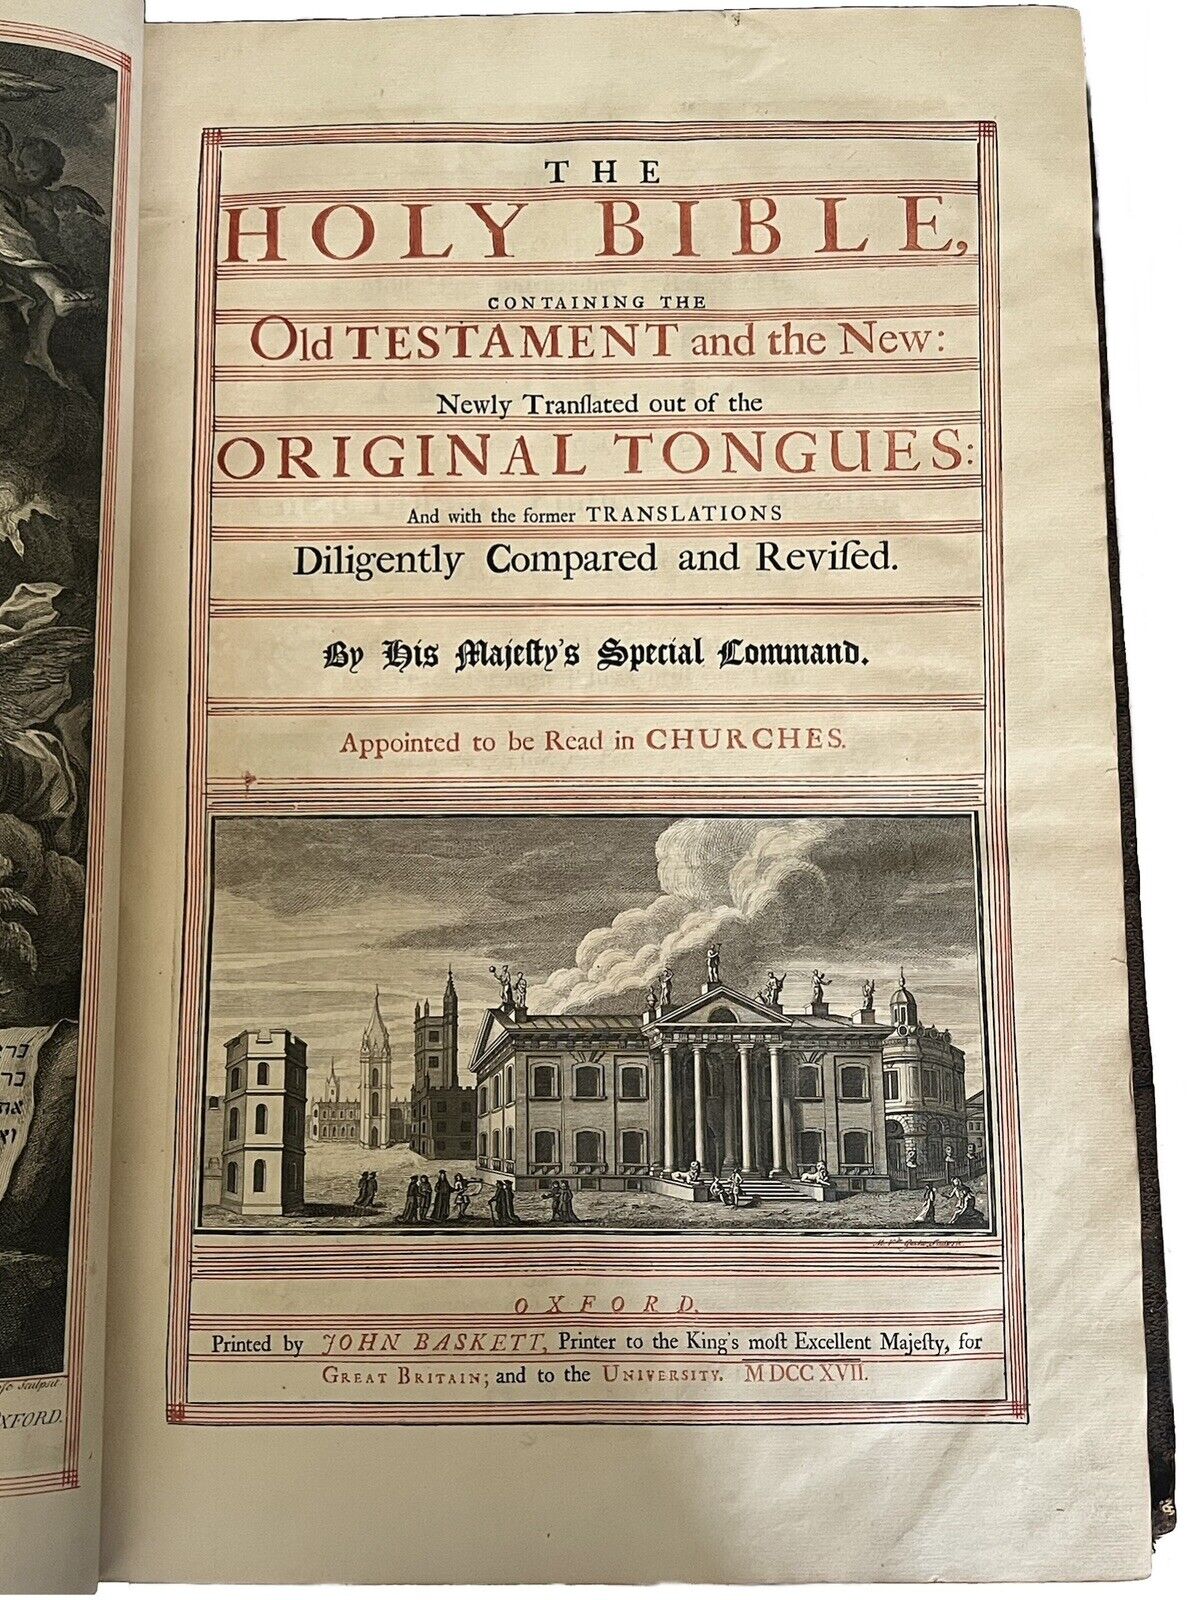 THE
HOLY BIBLE,
CONTAINING THE
Old TESTAMENT and the New:
Newly Tranſlated out of the
ORIGINAL TONGUES:
And with the former TRANSLATIONS
Diligently Compared and Reviſed.
By His Majeſty's Special Command.
Appointed to be Read in CHURCHES.
OXFORD,
Printed by JOHN BASKETT, Printer to the King's moſt Excellent Majeſty, for
GREAT BRITAIN; and to the UNIVERSITY. MDCCXVII.
Sculpsit.
OXFORD.